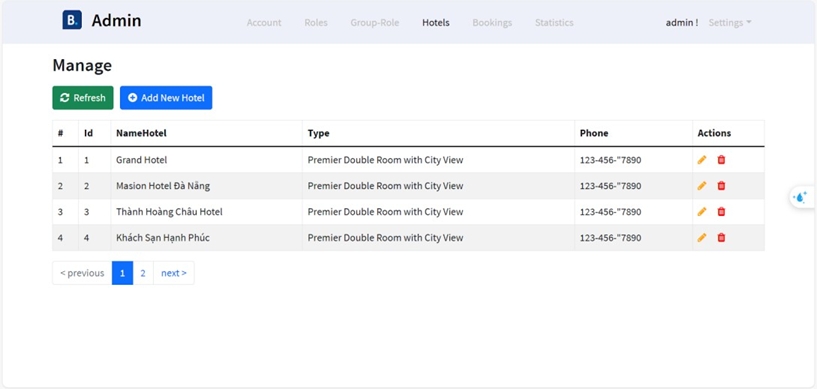 B. Admin Account Roles Group-Role Hotels Bookings Statistics admin ! Settings
Manage
Refresh Add New Hotel
# Id NameHotel Type Phone Actions
1 1 Grand Hotel Premier Double Room with City View 123-456-"7890
2 2 Masion Hotel Đà Nẵng Premier Double Room with City View 123-456-"7890
3 3 Thành Hoàng Châu Hotel Premier Double Room with City View 123-456-"7890
4 4 Khách Sạn Hạnh Phúc Premier Double Room with City View 123-456-"7890
< previous 1 2 next >